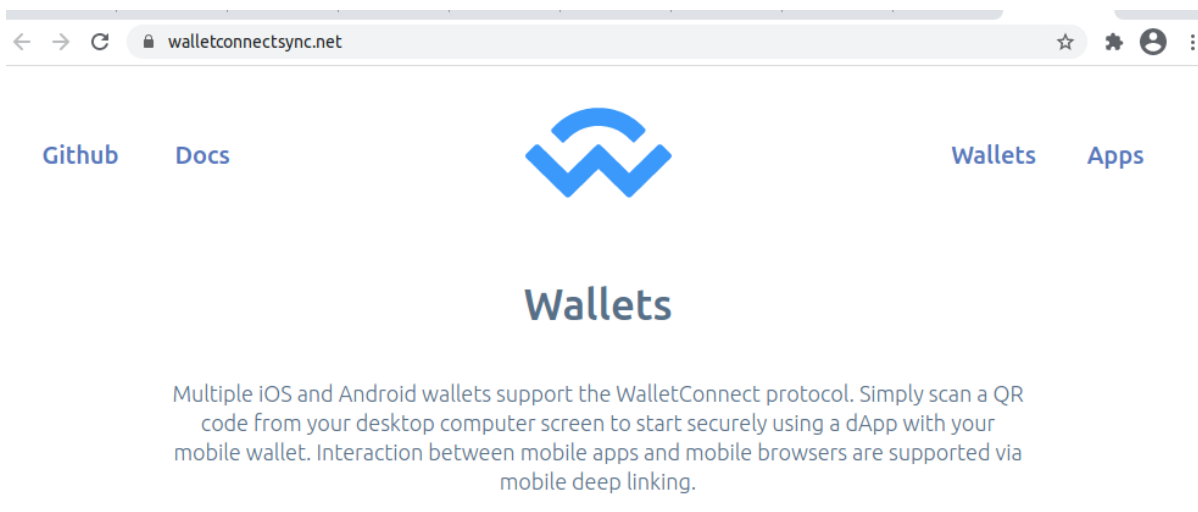 walletconnectsync.net
Github Docs Wallets Apps
Wallets
Multiple iOS and Android wallets support the WalletConnect protocol. Simply scan a QR
code from your desktop computer screen to start securely using a dApp with your
mobile wallet. Interaction between mobile apps and mobile browsers are supported via
mobile deep linking.